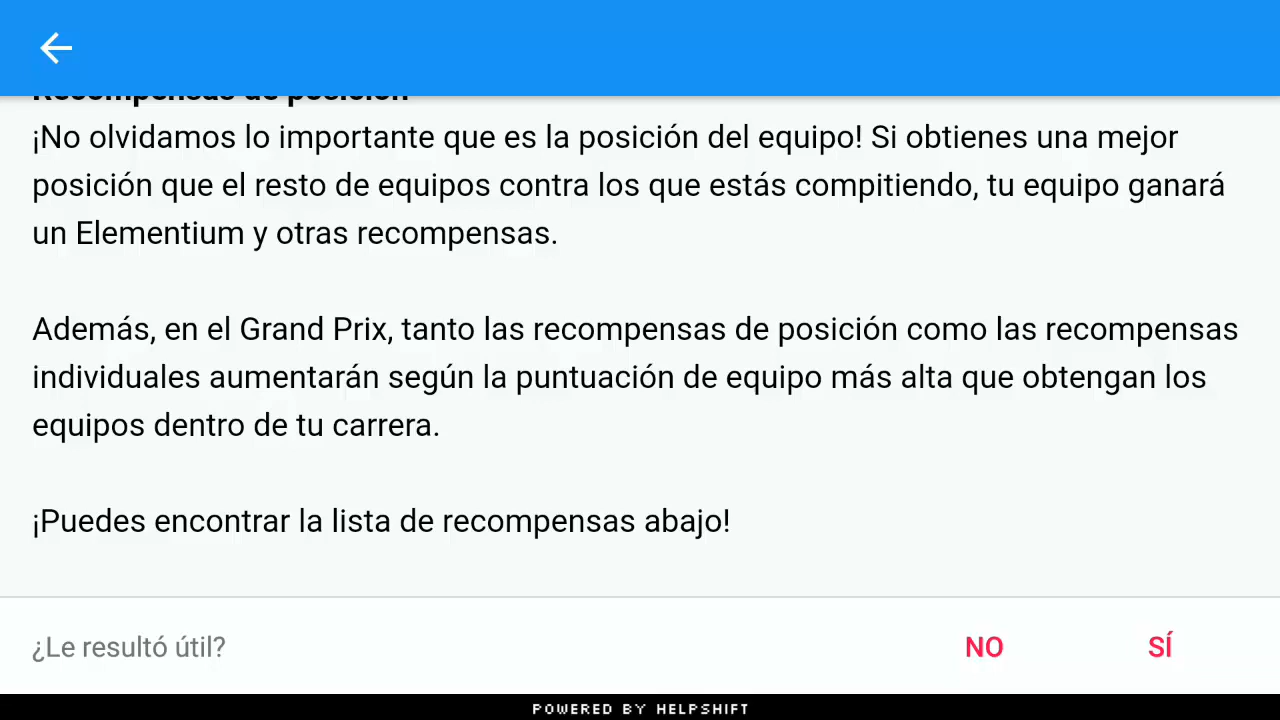 Recompensas de posición
¡No olvidamos lo importante que es la posición del equipo! Si obtienes una mejor
posición que el resto de equipos contra los que estás compitiendo, tu equipo ganará
un Elementium y otras recompensas.
Además, en el Grand Prix, tanto las recompensas de posición como las recompensas
individuales aumentarán según la puntuación de equipo más alta que obtengan los
equipos dentro de tu carrera.
¡Puedes encontrar la lista de recompensas abajo!
¿Le resultó útil?
NO
SÍ
POWERED BY HELPSHIFT